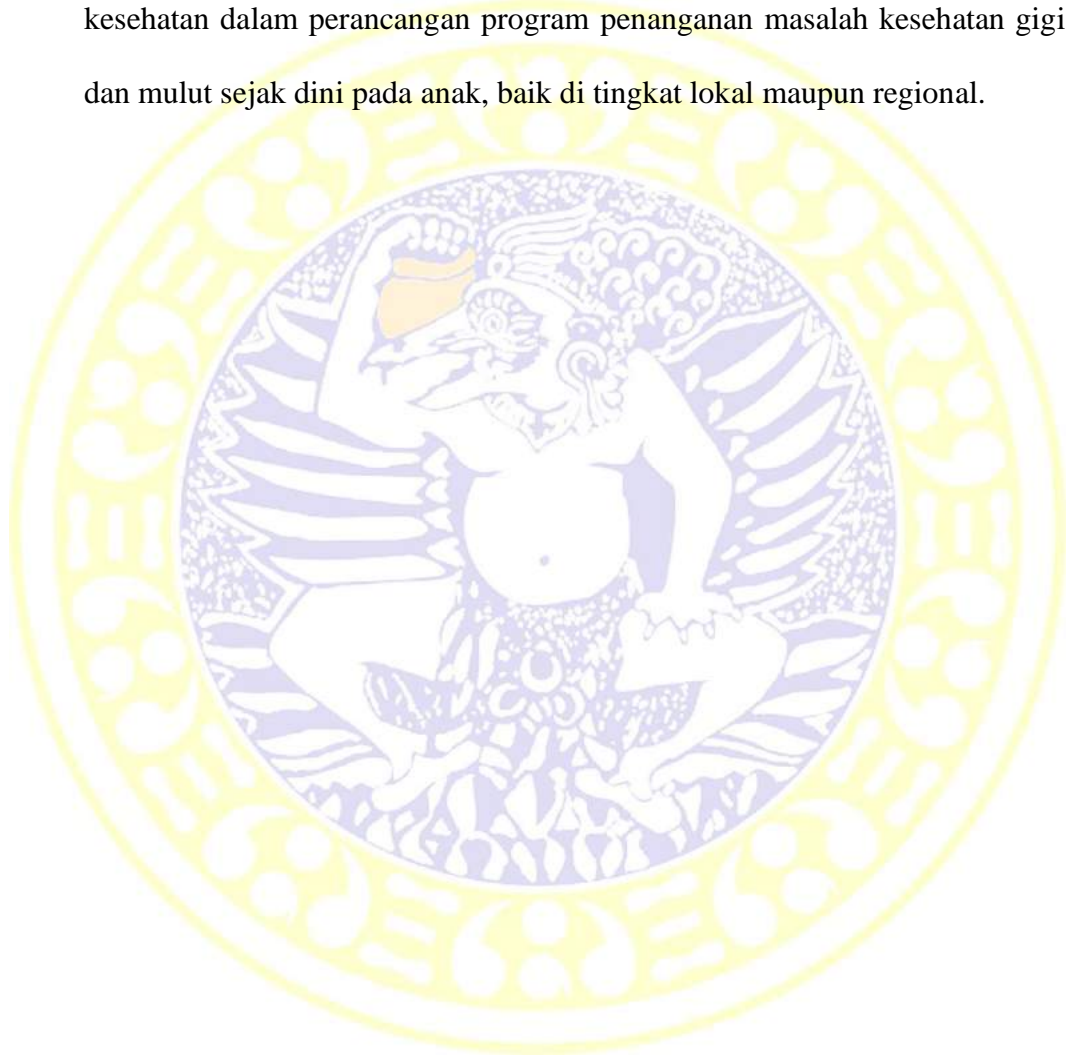 kesehatan dalam perancangan program penanganan masalah kesehatan gigi
dan mulut sejak dini pada anak, baik di tingkat lokal maupun regional.